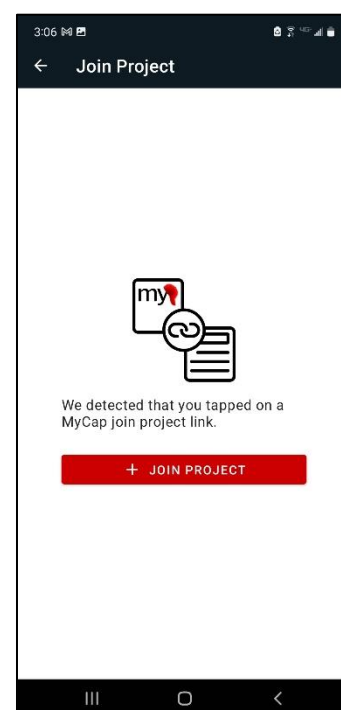 3:06
Join Project
my
We detected that you tapped on a
MyCap join project link.
+ JOIN PROJECT